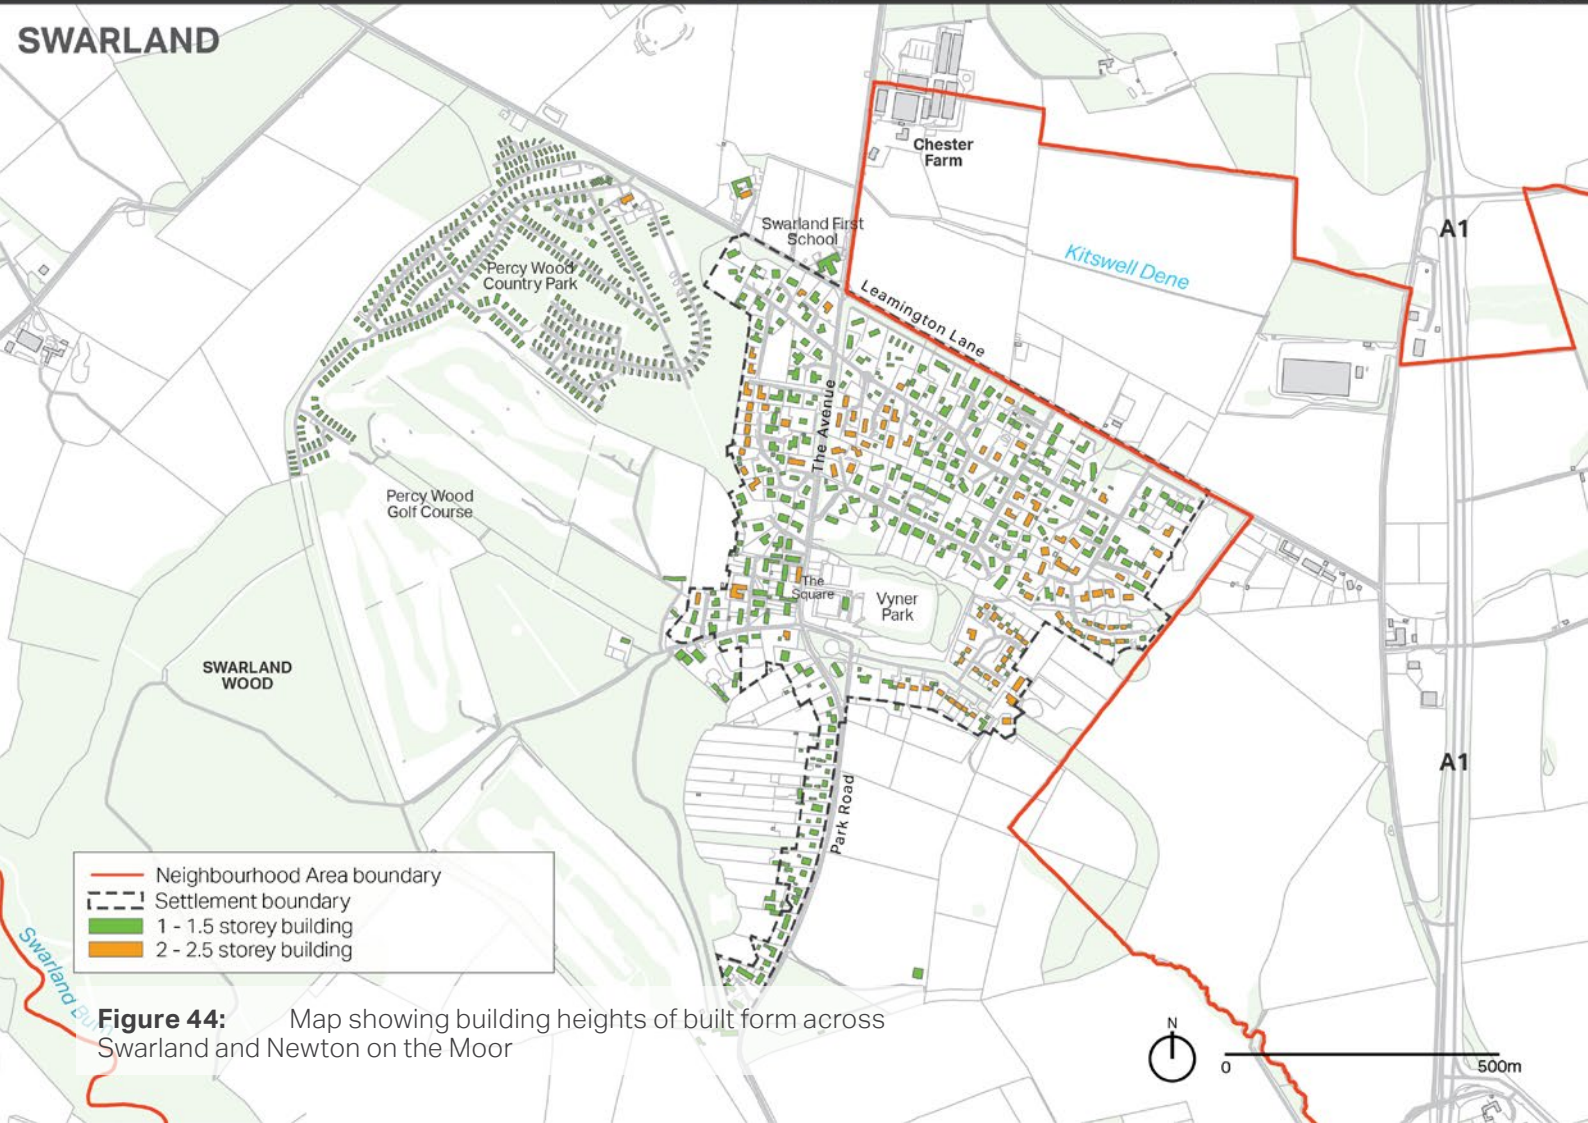 SWARLAND
Chester
Farm
Swarland First
School
A1
Kitswell Dene
Percy Wood
Country Park
Leamington Lane
The Avenue
Percy Wood
Golf Course
The
Square
Vyner
Park
SWARLAND
WOOD
A1
Park Road
Neighbourhood Area boundary
Settlement boundary
1 - 1.5 storey building
2 - 2.5 storey building
Swarland Burn
Figure 44: Map showing building heights of built form across
Swarland and Newton on the Moor
N
0 500m